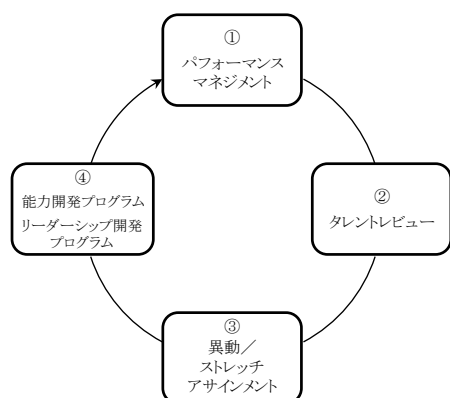 ①
パフォーマンス
マネジメント
②
タレントレビュー
③
異動／
ストレッチ
アサインメント
④
能力開発プログラム
リーダーシップ開発
プログラム